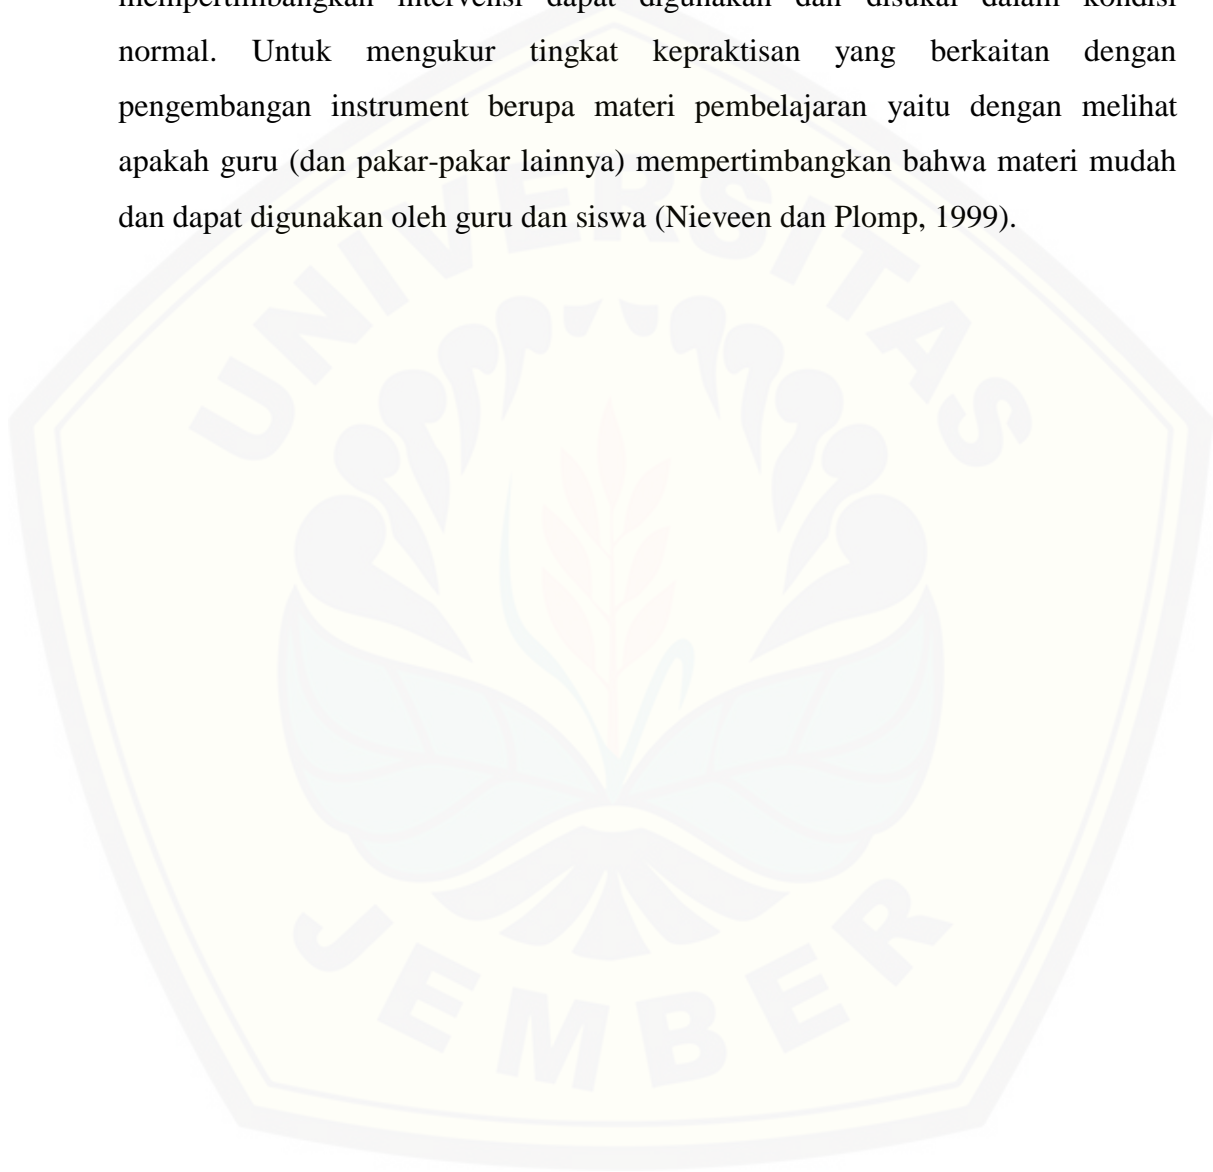 mempertimbangkan intervensi dapat digunakan dan disukai dalam kondisi
normal. Untuk mengukur tingkat kepraktisan yang berkaitan dengan
pengembangan instrument berupa materi pembelajaran yaitu dengan melihat
apakah guru (dan pakar-pakar lainnya) mempertimbangkan bahwa materi mudah
dan dapat digunakan oleh guru dan siswa (Nieveen dan Plomp, 1999).
UNIVERSITAS
JEMBER